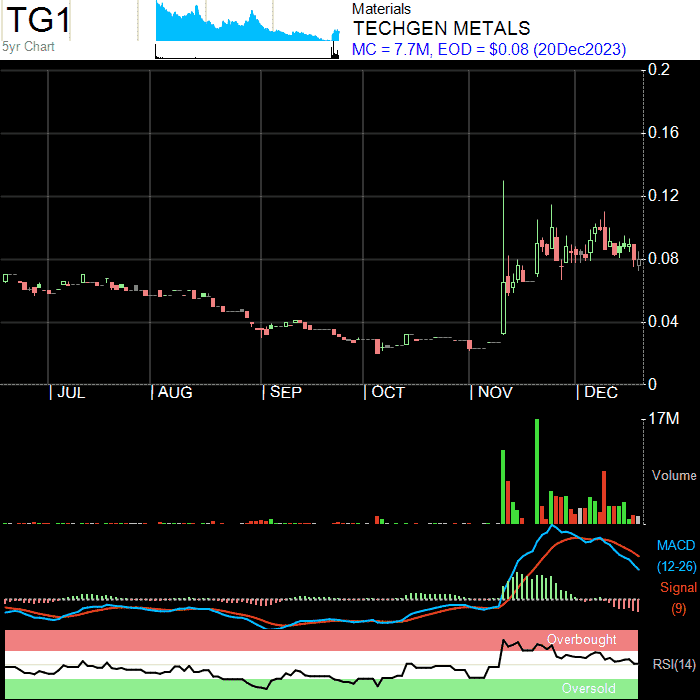 TG1
5yr Chart
Materials
TECHGEN METALS
MC = 7.7M, EOD = $0.08 (20Dec2023)
0.2
0.16
0.12
0.08
0.04
0
JUL
AUG
SEP
OCT
NOV
DEC
17M
Volume
MACD
(12-26)
Signal
(9)
Overbought
RSI(14)
Oversold